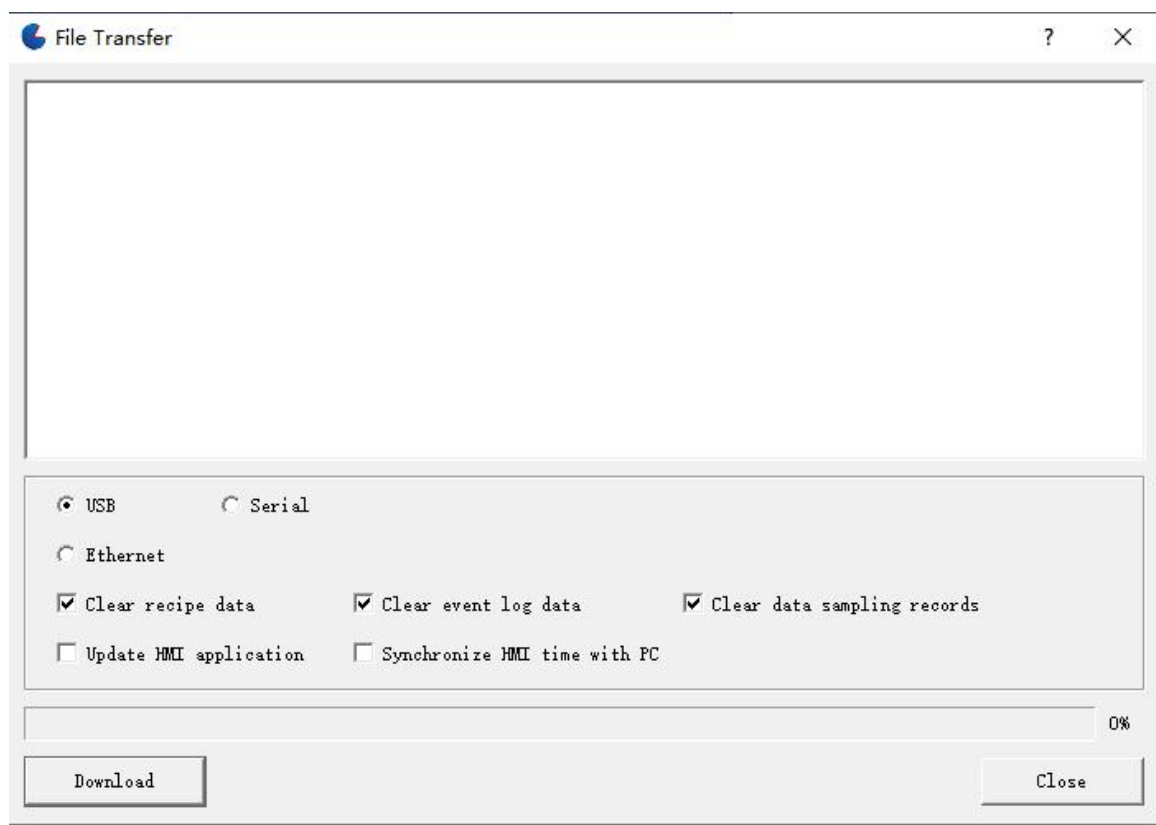 File Transfer ?
USB Serial
Ethernet
Clear recipe data Clear event log data Clear data sampling records
Update HMI application Synchronize HMI time with PC
0%
Download Close